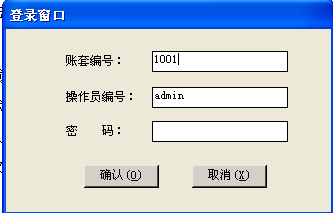 登录窗口
账套编号： 1001
操作员编号： admin
密　　码：
确认(O) 取消(X)